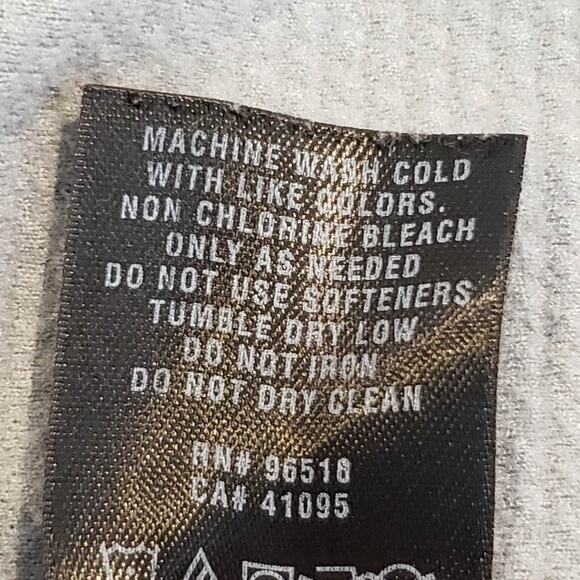 MACHINE WASH COLD
WITH LIKE COLORS.
NON CHLORINE BLEACH
ONLY AS NEEDED
DO NOT USE SOFTENERS
TUMBLE DRY LOW
DO NOT IRON
DO NOT DRY CLEAN
RN# 96518
CA# 41095